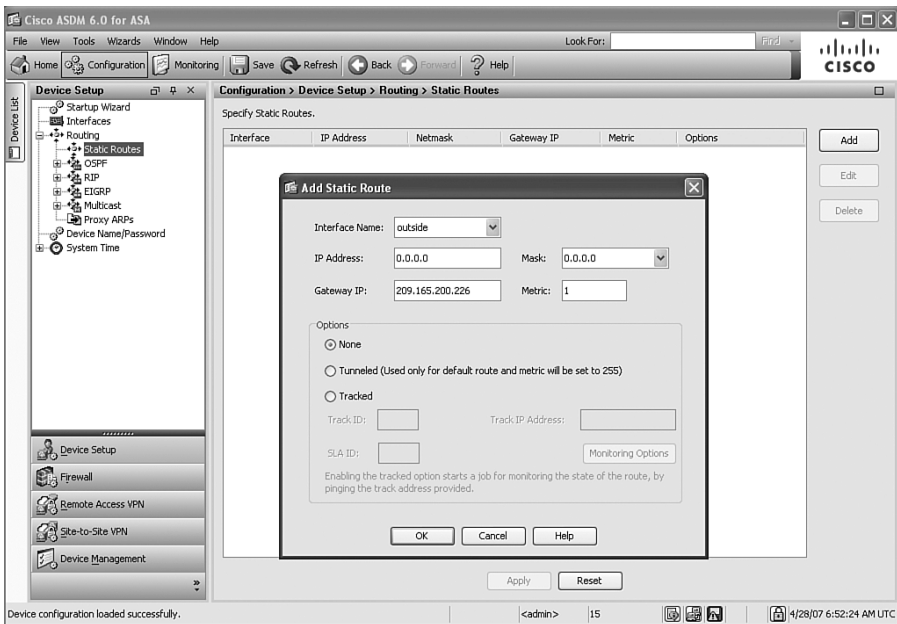 Cisco ASDM 6.0 for ASA
File View Tools Wizards Window Help
Look For:
Find
Home Configuration Monitoring Save Refresh Back Forward Help
CISCO
Device List
Device Setup
Startup Wizard
Interfaces
Routing
Static Routes
OSPF
RIP
EIGRP
Multicast
Proxy ARPs
Device Name/Password
System Time
Device Setup
Firewall
Remote Access VPN
Site-to-Site VPN
Device Management
Configuration > Device Setup > Routing > Static Routes
Specify Static Routes.
Interface IP Address Netmask Gateway IP Metric Options
Add
Edit
Delete
Add Static Route
Interface Name: outside
IP Address: 0.0.0.0 Mask: 0.0.0.0
Gateway IP: 209.165.200.226 Metric: 1
Options
None
Tunneled (Used only for default route and metric will be set to 255)
Tracked
Track ID: Track IP Address:
SLA ID: Monitoring Options
Enabling the tracked option starts a job for monitoring the state of the route, by
pinging the track address provided.
OK Cancel Help
Apply Reset
Device configuration loaded successfully. <admin> 15 4/28/07 6:52:24 AM UTC